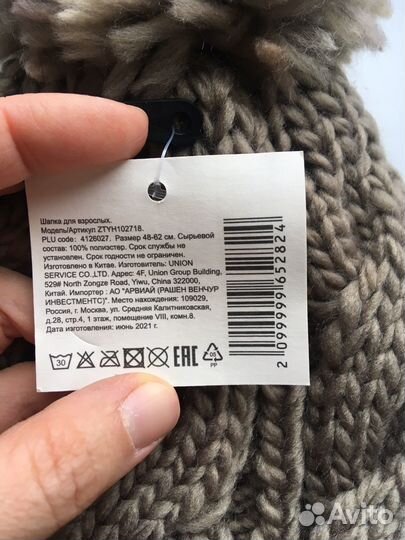 Шапка для взрослых.
Модель/Артикул ZTYH102718.
PLU code: 4126027. Размер 48-62 см. Сырьевой
состав: 100% полиэстер. Срок службы не
установлен. Срок годности не ограничен.
Изготовлено в Китае. Изготовитель: UNION
SERVICE CO.,LTD. Адрес: 4F, Union Group Building,
529# North Zongze Road, Yiwu, China 322000,
Китай. Импортер : АО "АРВИАЙ (РАШЕН ВЕНЧУР
ИНВЕСТМЕНТС)". Место нахождения: 109029,
Россия, г. Москва, ул. Средняя Калитниковская,
д.28, стр.4, 1 этаж, помещение VIII, комн.8.
Дата изготовления: июнь 2021 г.
30
EAC
05
PP
2 099999 652824
Avito